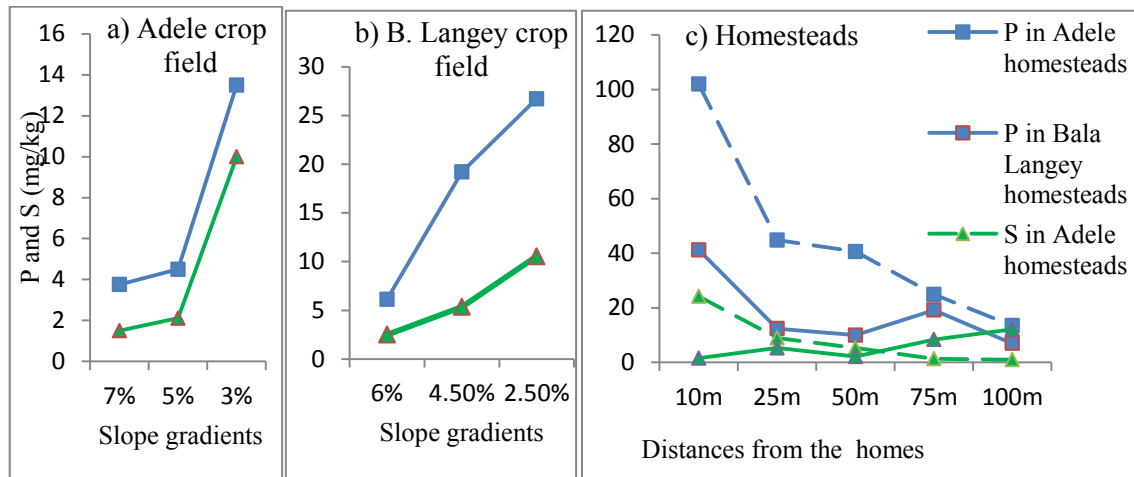 a) Adele crop
field
P and S (mg/kg)
16
14
12
10
8
6
4
2
0
7% 5% 3%
Slope gradients
b) B. Langey crop
field
30
25
20
15
10
5
0
6% 4.50% 2.50%
Slope gradients
c) Homesteads
120
100
80
60
40
20
0
10m 25m 50m 75m 100m
Distances from the homes
P in Adele
homesteads
P in Bala
Langey
homesteads
S in Adele
homesteads